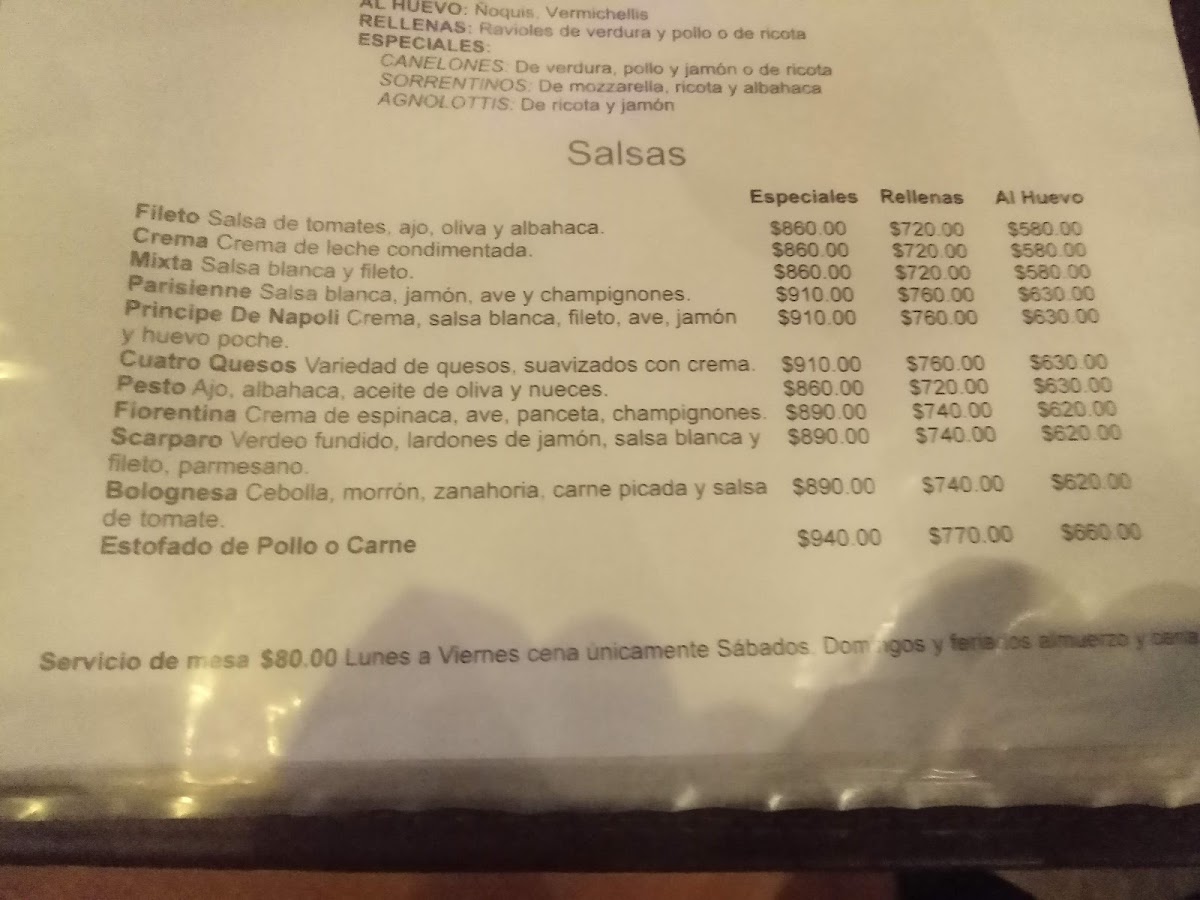 AL HUEVO: Ñoquis, Vermichellis
RELLENAS: Ravioles de verdura y pollo o de ricota
ESPECIALES:
CANELONES: De verdura, pollo y jamón o de ricota
SORRENTINOS: De mozzarella, ricota y albahaca
AGNOLOTTIS: De ricota y jamón
Salsas
Especiales Rellenas Al Huevo
Fileto Salsa de tomates, ajo, oliva y albahaca. $860.00 $720.00 $580.00
Crema Crema de leche condimentada. $860.00 $720.00 $580.00
Mixta Salsa blanca y fileto. $860.00 $720.00 $580.00
Parisienne Salsa blanca, jamón, ave y champignones. $910.00 $760.00 $630.00
Principe De Napoli Crema, salsa blanca, fileto, ave, jamón $910.00 $760.00 $630.00
y huevo poche.
Cuatro Quesos Variedad de quesos, suavizados con crema. $910.00 $760.00 $630.00
Pesto Ajo, albahaca, aceite de oliva y nueces. $860.00 $720.00 $630.00
Fiorentina Crema de espinaca, ave, panceta, champignones. $890.00 $740.00 $620.00
Scarparo Verdeo fundido, lardones de jamón, salsa blanca y $890.00 $740.00 $620.00
fileto, parmesano.
Bolognesa Cebolla, morrón, zanahoria, carne picada y salsa $890.00 $740.00 $620.00
de tomate.
Estofado de Pollo o Carne $940.00 $770.00 $660.00
Servicio de mesa $80.00 Lunes a Viernes cena únicamente Sábados. Domingos y feriados almuerzo y cena